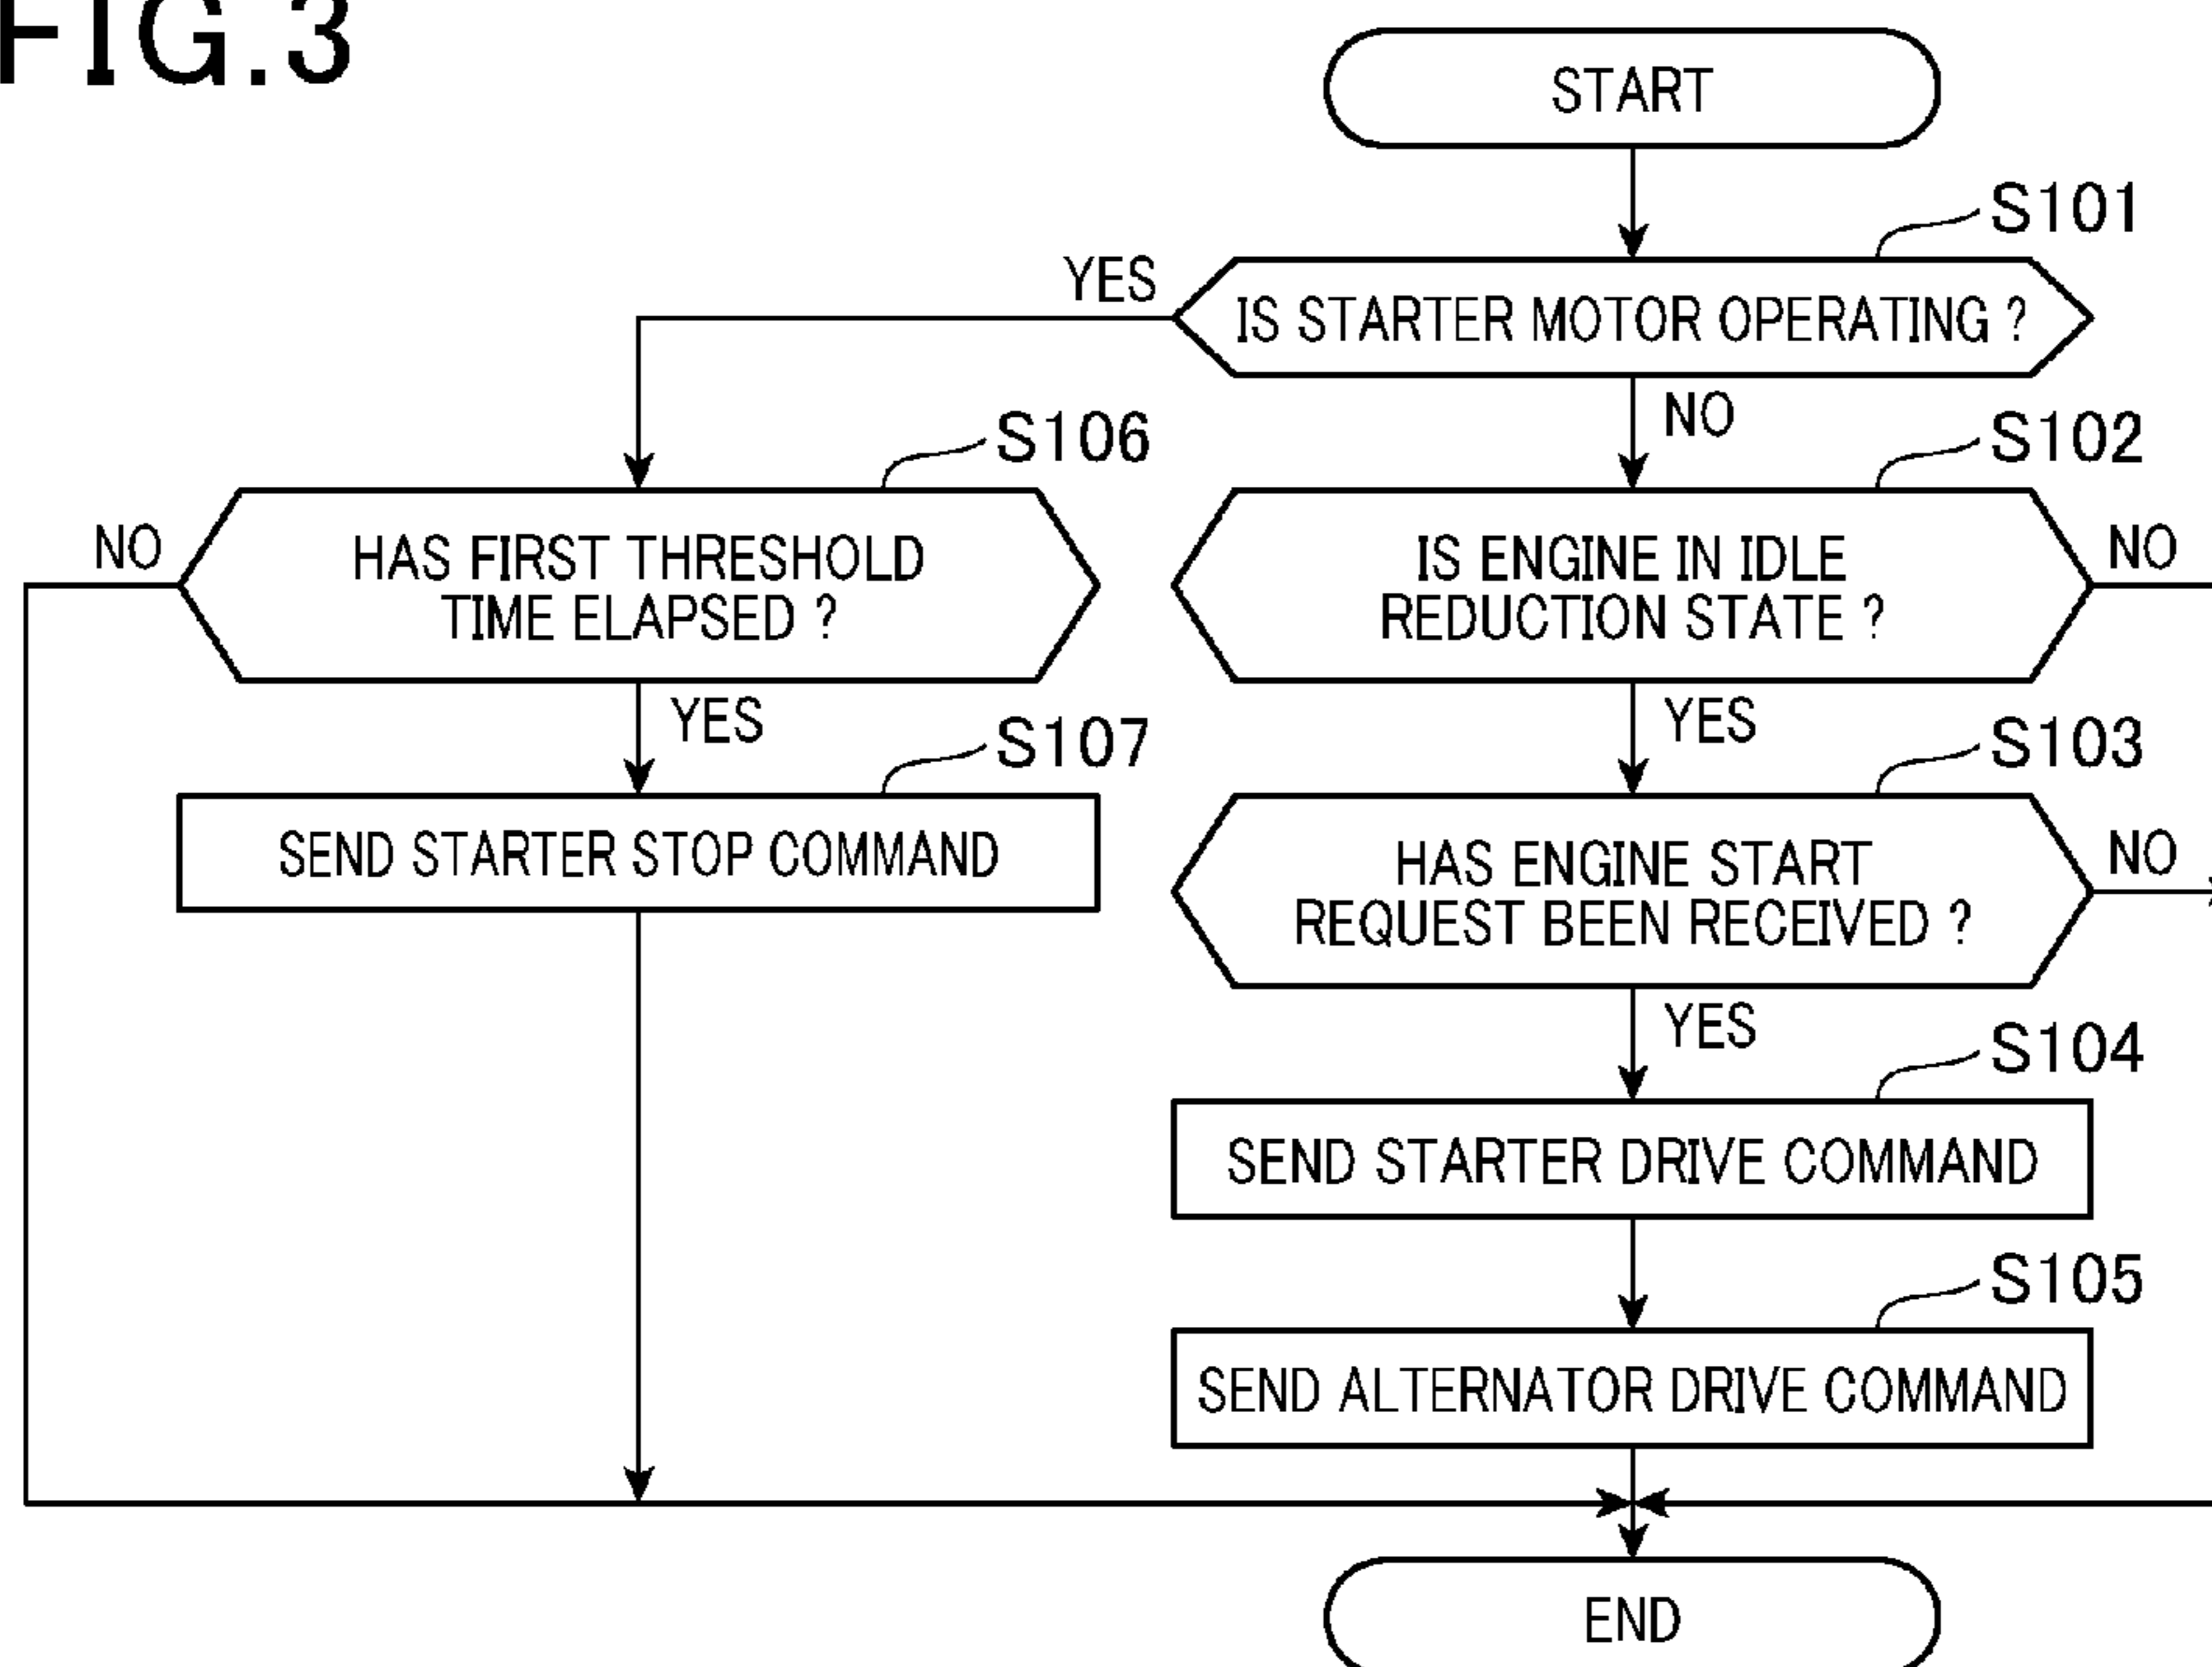 FIG.3
START
S101
YES
IS STARTER MOTOR OPERATING ?
NO
S106
S102
NO
HAS FIRST THRESHOLD
TIME ELAPSED ?
IS ENGINE IN IDLE
REDUCTION STATE ?
NO
YES
YES
S107
S103
SEND STARTER STOP COMMAND
HAS ENGINE START
REQUEST BEEN RECEIVED ?
NO
YES
S104
SEND STARTER DRIVE COMMAND
S105
SEND ALTERNATOR DRIVE COMMAND
END